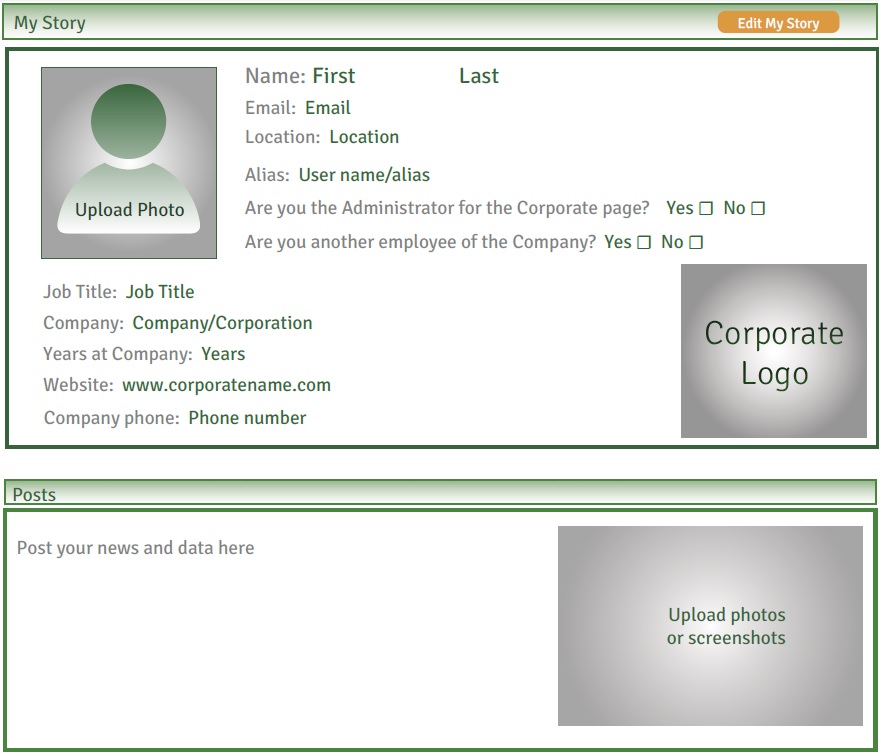 My Story
Edit My Story
Name: First Last
Email: Email
Location: Location
Alias: User name/alias
Upload Photo
Are you the Administrator for the Corporate page? Yes ☐ No ☐
Are you another employee of the Company? Yes ☐ No ☐
Job Title: Job Title
Company: Company/Corporation
Years at Company: Years
Website: www.corporatename.com
Company phone: Phone number
Corporate
Logo
Posts
Post your news and data here
Upload photos
or screenshots